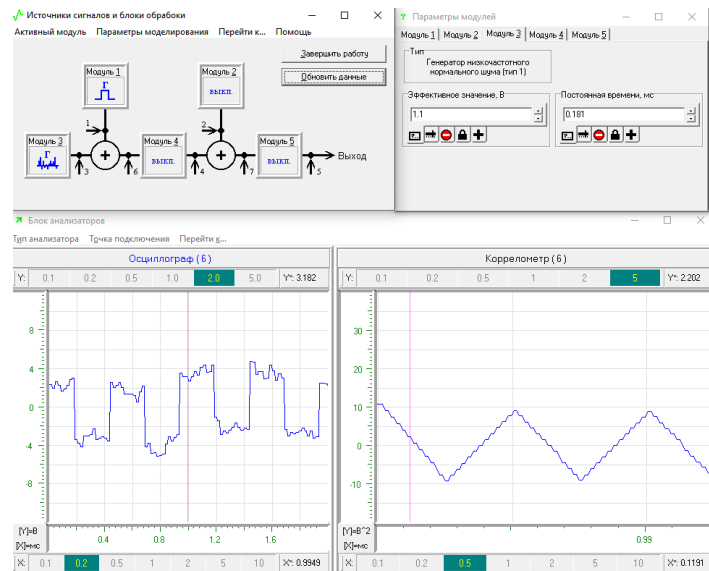 Источники сигналов и блоки обрабоки
Активный модуль Параметры моделирования Перейти к... Помощь
Завершить работу
Обновить данные
Модуль 1
Г
Модуль 2
ВЫКЛ.
1
2
Модуль 3
Г
Модуль 4
ВЫКЛ.
Модуль 5
ВЫКЛ.
+
+
Выход
3
6
4
7
5
? Параметры модулей
Модуль 1 Модуль 2 Модуль 3 Модуль 4 Модуль 5
Тип
Генератор низкочастотного
нормального шума (тип 1)
Эффективное значение, В
1.1
Постоянная времени, мс
0.181
Блок анализаторов
Тип анализатора Точка подключения Перейти к...
Осциллограф ( 6 )
Y: 0.1 0.2 0.5 1.0 2.0 5.0 Y*: 3.182
8
4
0
-4
-8
[Y]=В
[X]=мс
0.4 0.8 1.2 1.6
X: 0.1 0.2 0.5 1 2 5 10 X*: 0.9949
Коррелометр ( 6 )
Y: 0.1 0.2 0.5 1 2 5 Y*: 2.202
30
20
10
0
-10
[Y]=В^2
[X]=мс
0.99
X: 0.1 0.2 0.5 1 2 5 10 X*: 0.1191